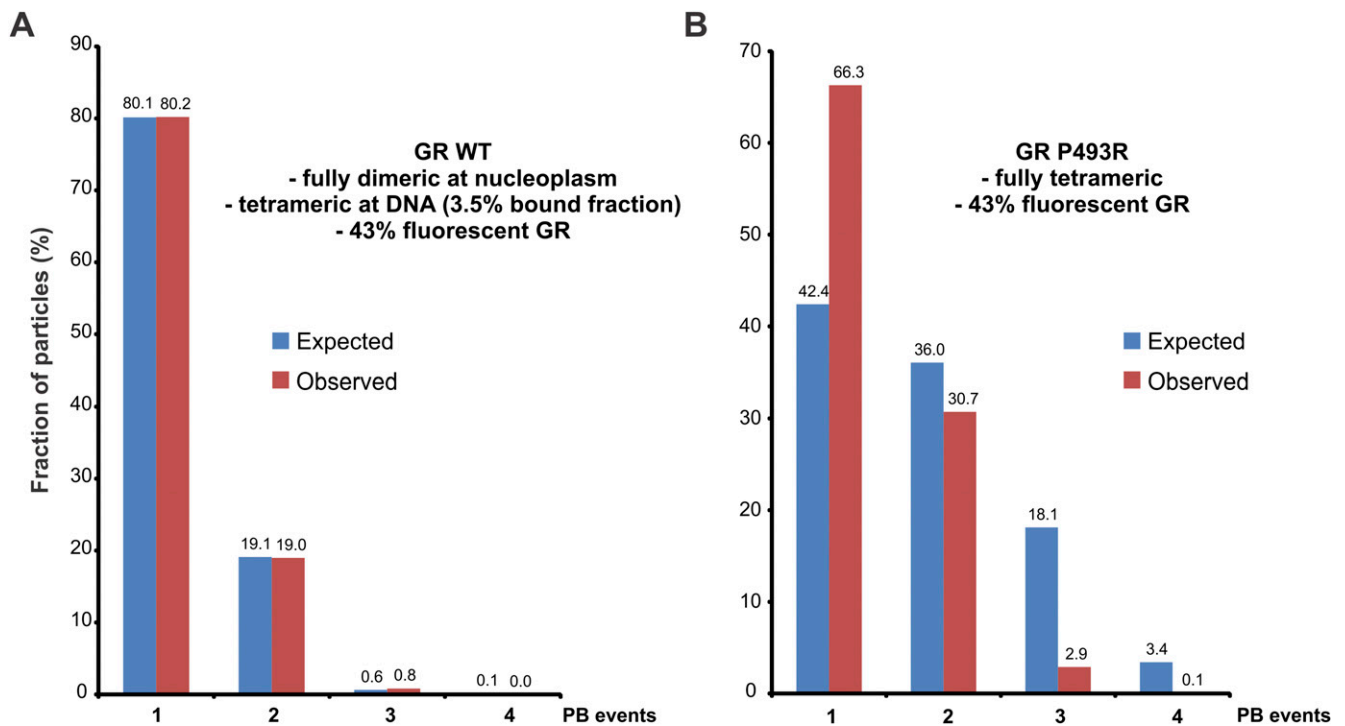 A
Fraction of particles (%)
90
80
70
60
50
40
30
20
10
0
80.1 80.2
19.1 19.0
0.6 0.8
0.1 0.0
GR WT
- fully dimeric at nucleoplasm
- tetrameric at DNA (3.5% bound fraction)
- 43% fluorescent GR
Expected
Observed
1 2 3 4 PB events
B
70
60
50
40
30
20
10
0
42.4 66.3
36.0 30.7
18.1 2.9
3.4 0.1
GR P493R
- fully tetrameric
- 43% fluorescent GR
Expected
Observed
1 2 3 4 PB events